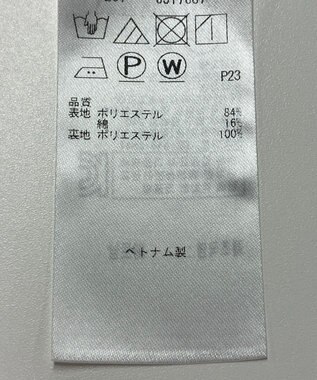 P W P23
品質
表地 ポリエステル 84%
綿 16%
裏地 ポリエステル 100%
ベトナム製